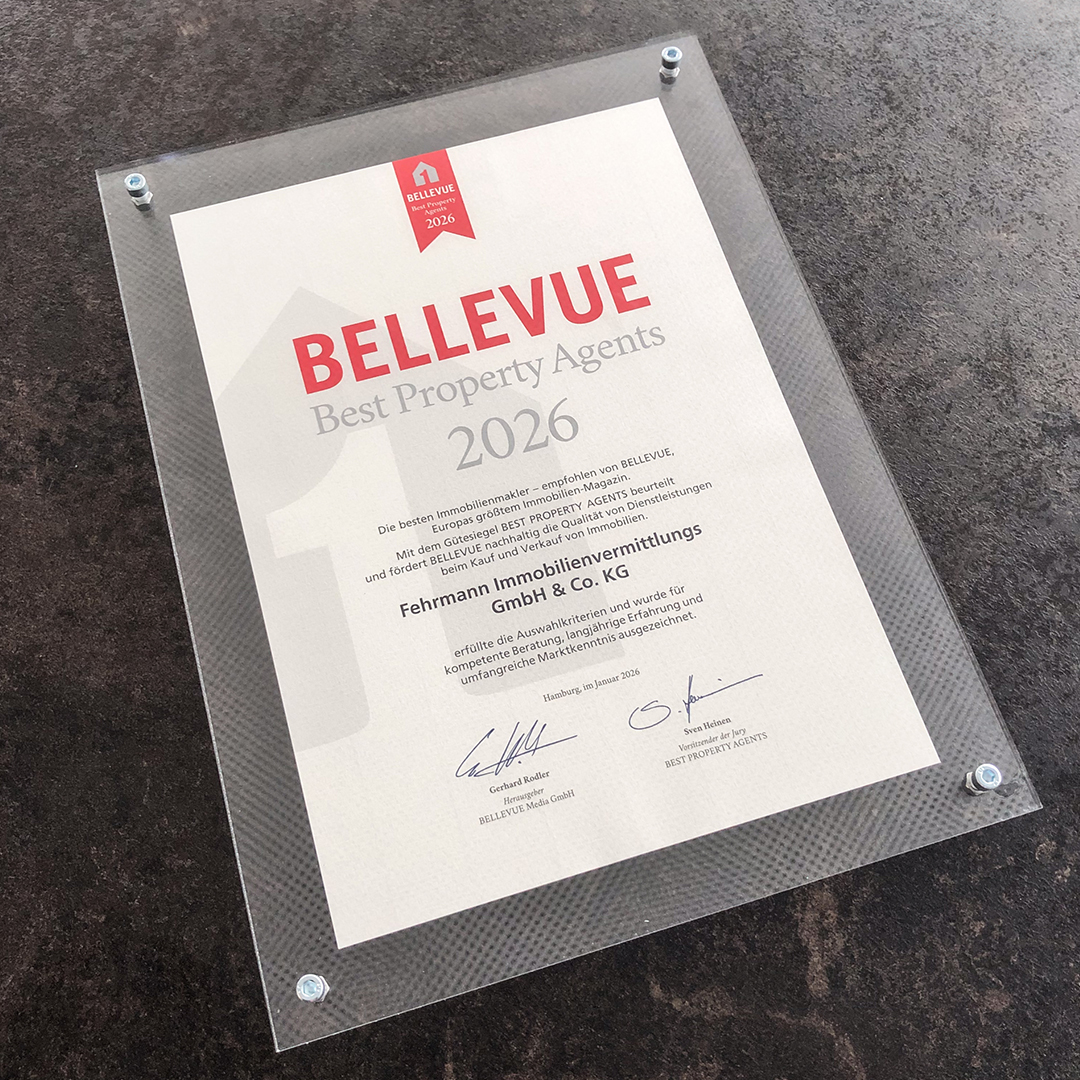 BELLEVUE
Best Property
Agents
2026
BELLEVUE
Best Property Agents
2026
Die besten Immobilienmakler – empfohlen von BELLEVUE,
Europas größtem Immobilien-Magazin.
Mit dem Gütesiegel BEST PROPERTY AGENTS beurteilt
und fördert BELLEVUE nachhaltig die Qualität von Dienstleistungen
beim Kauf und Verkauf von Immobilien.
Fehrmann Immobilienvermittlungs
GmbH & Co. KG
erfüllte die Auswahlkriterien und wurde für
kompetente Beratung, langjährige Erfahrung und
umfangreiche Marktkenntnis ausgezeichnet.
Hamburg, im Januar 2026
Gerhard Rodler
Herausgeber
BELLEVUE Media GmbH
Sven Heinen
Vorsitzender der Jury
BEST PROPERTY AGENTS